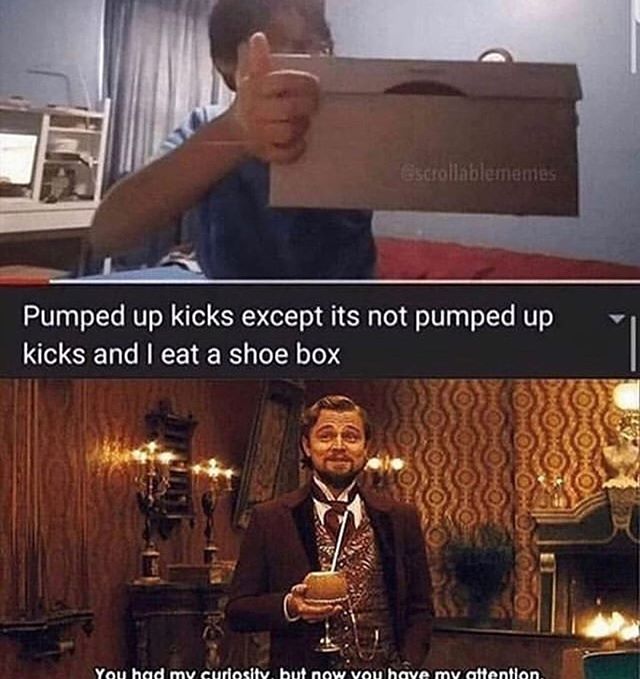 @scrollablememes
Pumped up kicks except its not pumped up
kicks and I eat a shoe box
You had my curiosity, but now you have my attention.